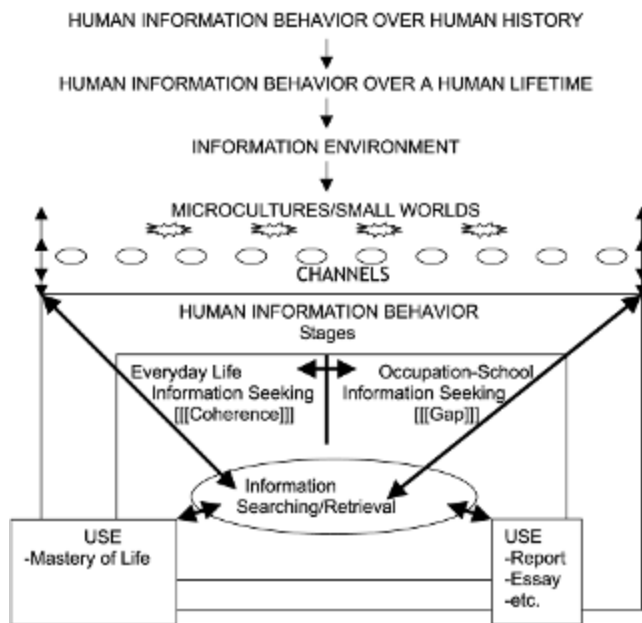 HUMAN INFORMATION BEHAVIOR OVER HUMAN HISTORY
HUMAN INFORMATION BEHAVIOR OVER A HUMAN LIFETIME
INFORMATION ENVIRONMENT
MICROCULTURES/SMALL WORLDS
CHANNELS
HUMAN INFORMATION BEHAVIOR
Stages
Everyday Life
Information Seeking
[[[Coherence]]]
Occupation-School
Information Seeking
[[[Gap]]]
Information
Searching/Retrieval
USE
-Mastery of Life
USE
-Report
-Essay
-etc.